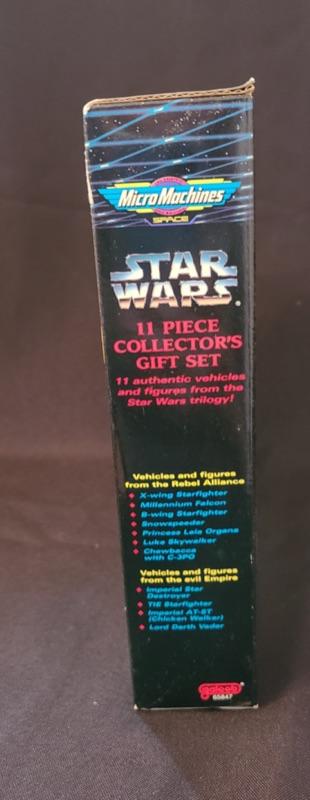 MicroMachines
SPACE
STAR
WARS®
11 PIECE
COLLECTOR'S
GIFT SET
11 authentic vehicles
and figures from the
Star Wars trilogy!
Vehicles and figures
from the Rebel Alliance
X-wing Starfighter
Millennium Falcon
B-wing Starfighter
Snowspeeder
Princess Leia Organa
Luke Skywalker
Chewbacca
with C-3PO
Vehicles and figures
from the evil Empire
Imperial Star
Destroyer
TIE Starfighter
Imperial AT-ST
(Chicken Walker)
Lord Darth Vader
galoob®
65847